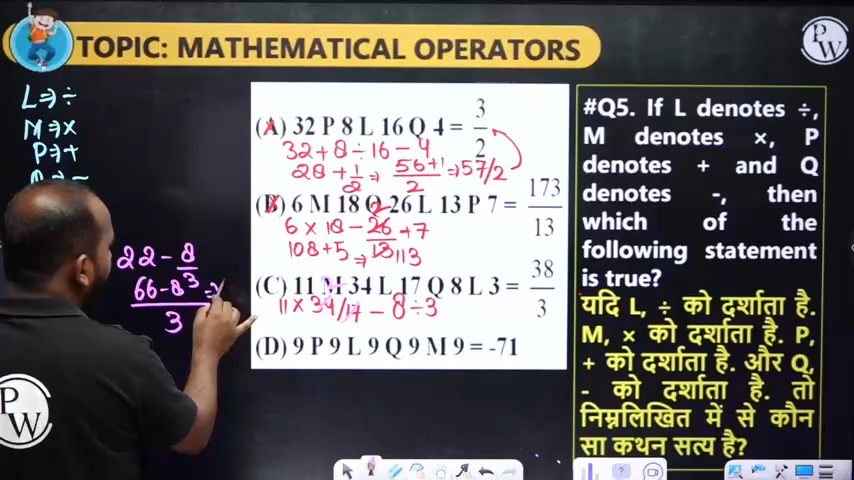 TOPIC: MATHEMATICAL OPERATORS
PW
L⇒ ÷
M⇒ ×
P⇒ +
(A) 32 P 8 L 16 Q 4 = 3/2
32 + 8 ÷ 16 - 4
28 + 1/2 ⇒ 56+1/2 ⇒ 57/2
(B) 6 M 18 Q 26 L 13 P 7 = 173/13
6 × 18 - 26/13 + 7
108 + 5 ⇒ 113
(C) 11 M 34 L 17 Q 8 L 3 = 38/3
11 × 34/17 - 8 ÷ 3
(D) 9 P 9 L 9 Q 9 M 9 = -71
22 - 8/3
66-8/3
#Q5. If L denotes ÷,
M denotes ×, P
denotes + and Q
denotes -, then
which of the
following statement
is true?
यदि L, ÷ को दर्शाता है.
M, × को दर्शाता है. P,
+ को दर्शाता है. और Q,
- को दर्शाता है. तो
निम्नलिखित में से कौन
सा कथन सत्य है?
PW